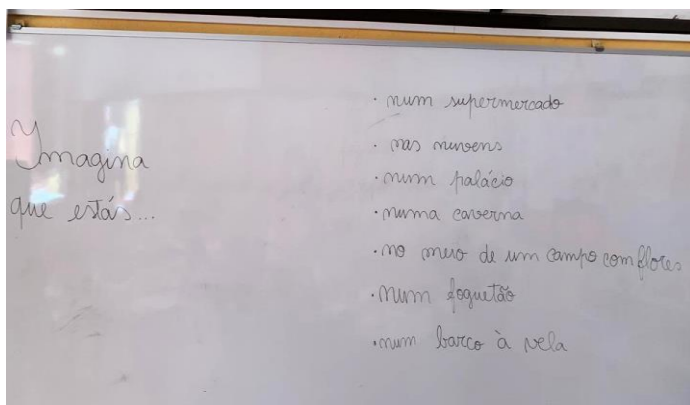 Imagina
que estás...
· num supermercado
· nas nuvens
· num palácio
· numa caverna
· no meio de um campo com flores
· num foguetão
· num barco à vela